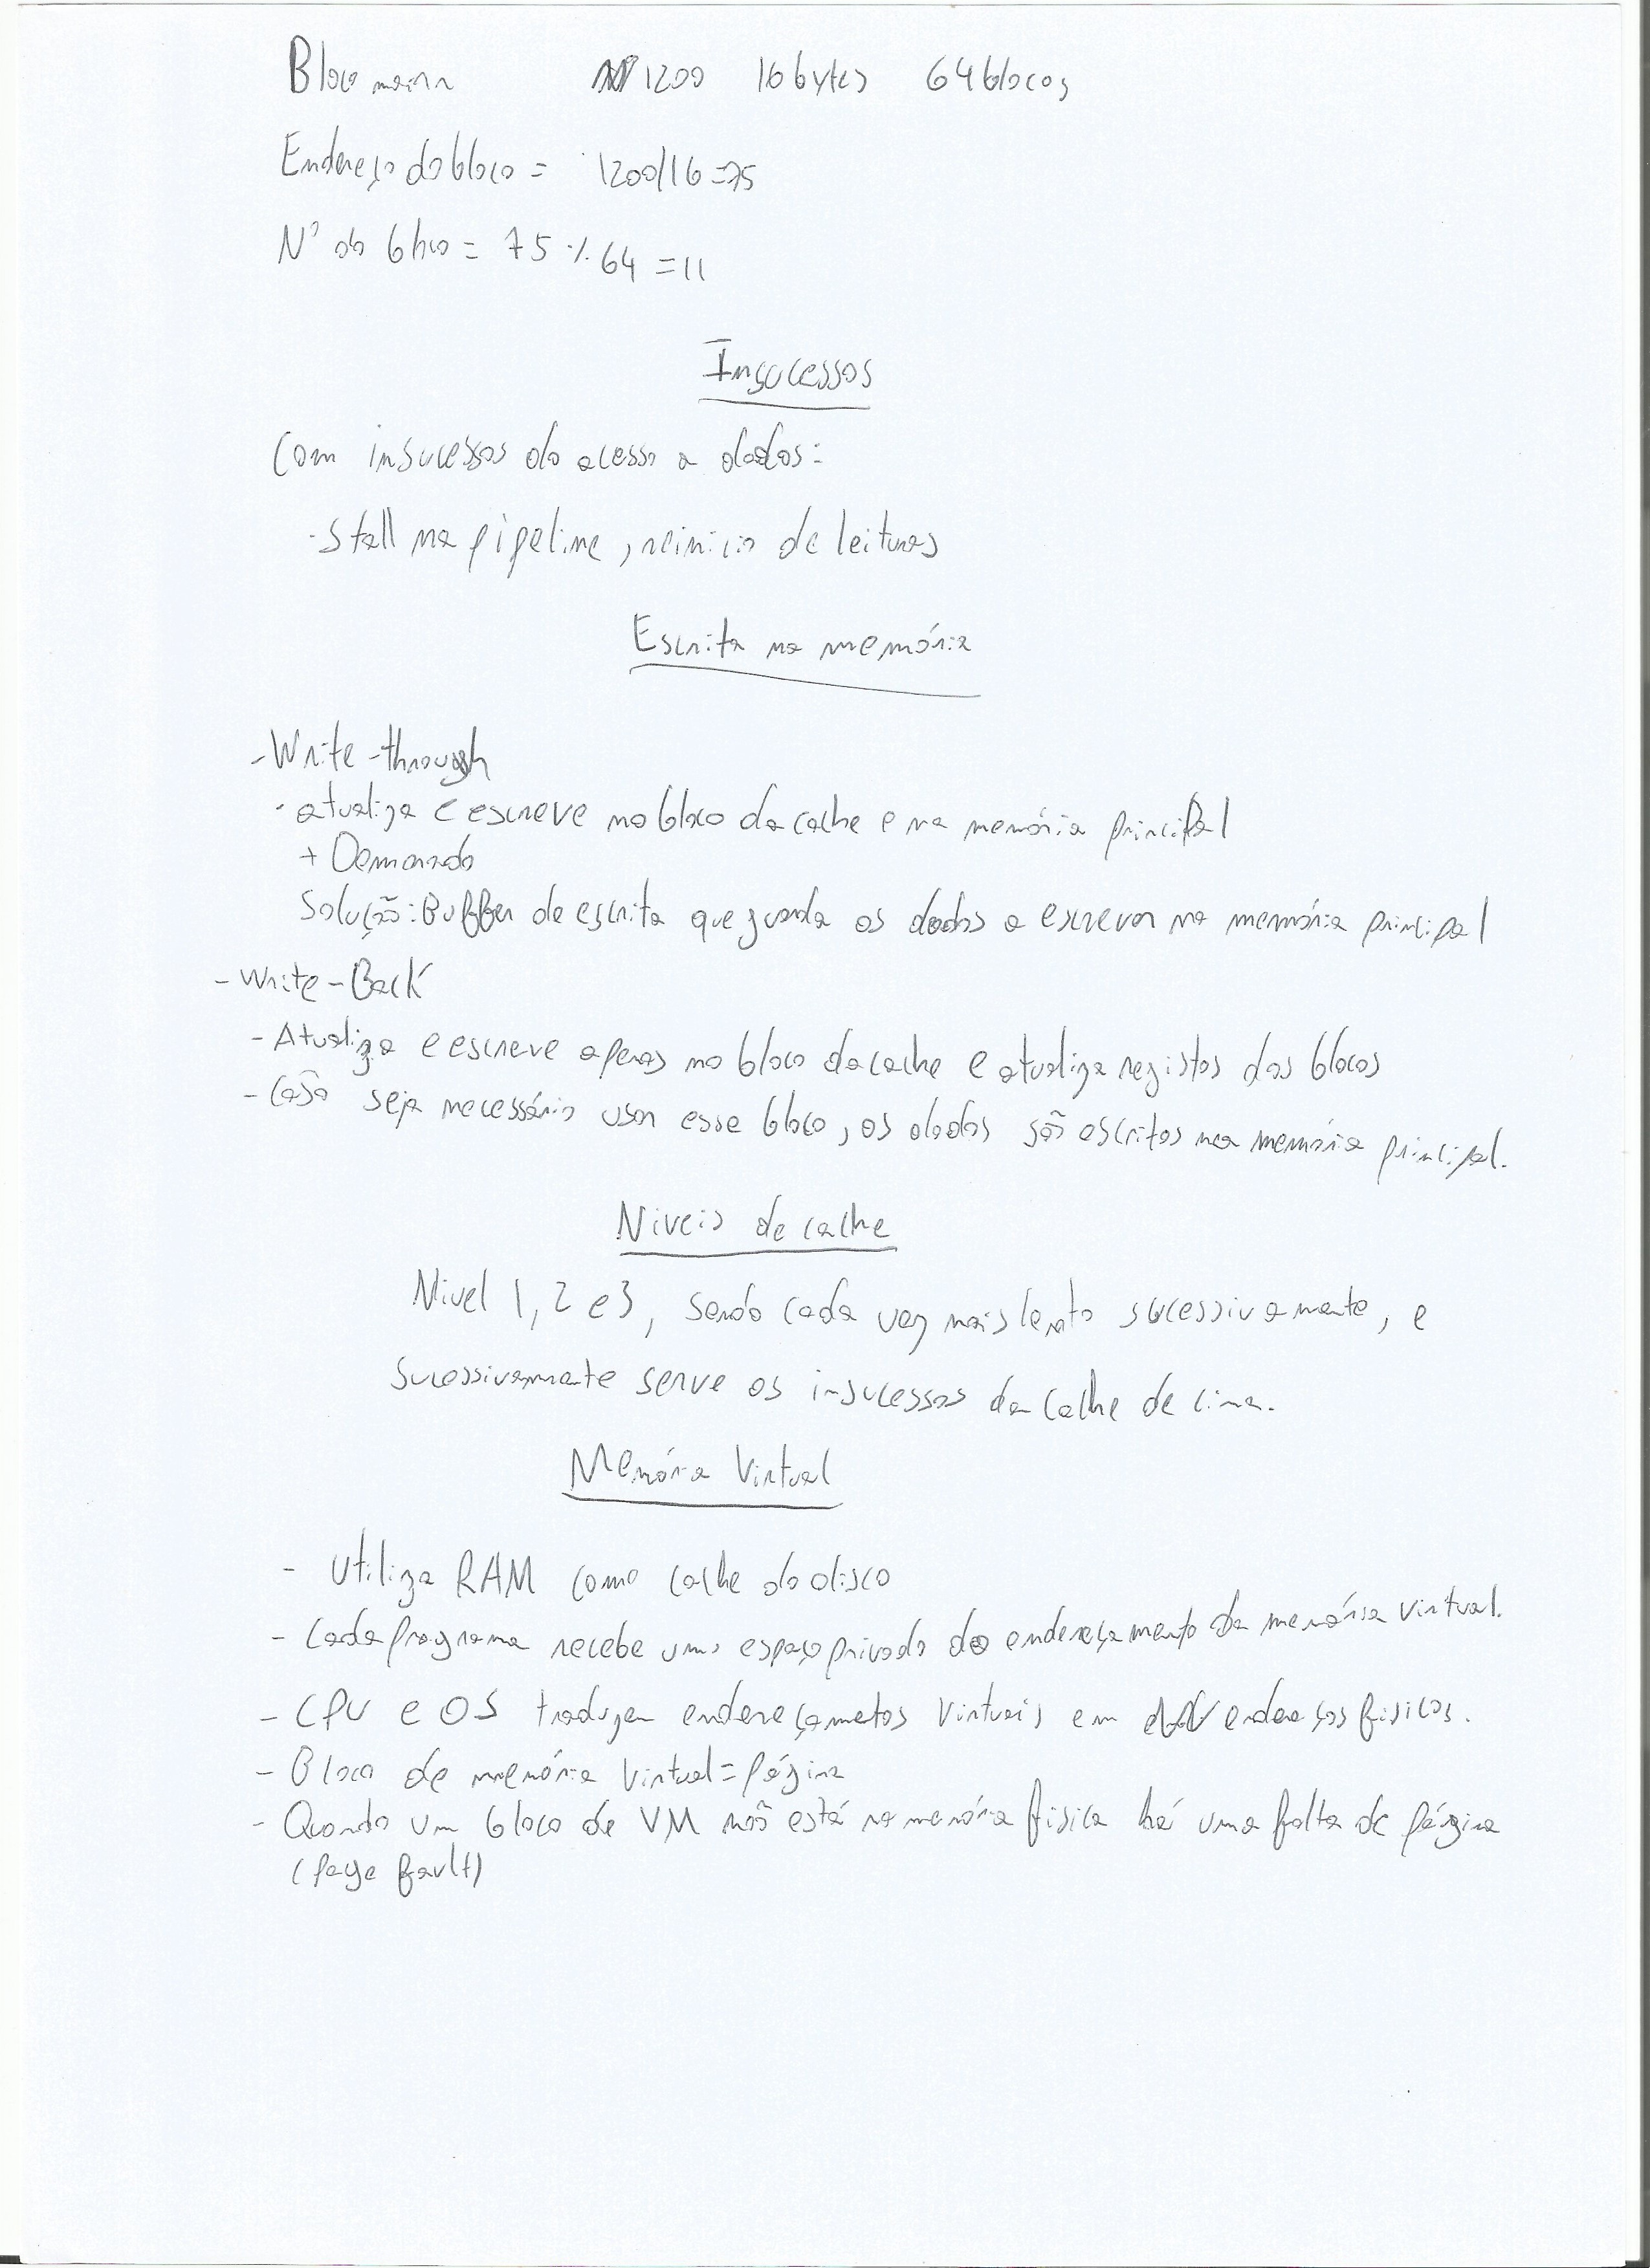 Bloco maior 1200 16 bytes 64 blocos
Endereço do bloco = 1200/16 = 75
Nº do bloco = 75 % 64 = 11
Insucessos
Com insucessos do acesso a dados:
- Stall na pipeline, reinicio de leituras
Escrita na memória
- Write-through
- atualiza e escreve no bloco da cache e na memória principal
+ Demorado
Solução: Buffer de escrita que guarda os dados a escrever na memória principal
- Write-Back
- Atualiza e escreve apenas no bloco da cache e atualiza registos dos blocos
- Caso seja necessário usar esse bloco, os dados são escritos na memória principal.
Niveis de cache
Nivel 1, 2 e 3, sendo cada vez mais lento sucessivamente, e
sucessivamente serve os insucessos da cache de cima.
Memória Virtual
- Utiliza RAM como cache do disco
- Cada programa recebe um espaço privado do endereçamento da memória virtual.
- CPU e OS traduzem endereçamentos virtuais em endereços fisicos.
- Bloco de memória virtual = página
- Quando um bloco de VM não está na memória fisica há uma falta de página
(page fault)